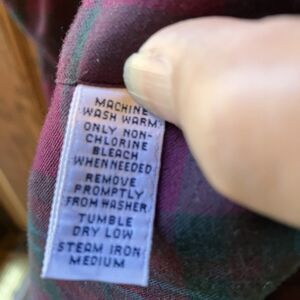 MACHINE
WASH WARM
ONLY NON-
CHLORINE
BLEACH
WHEN NEEDED
REMOVE
PROMPTLY
FROM WASHER
TUMBLE
DRY LOW
STEAM IRON
MEDIUM